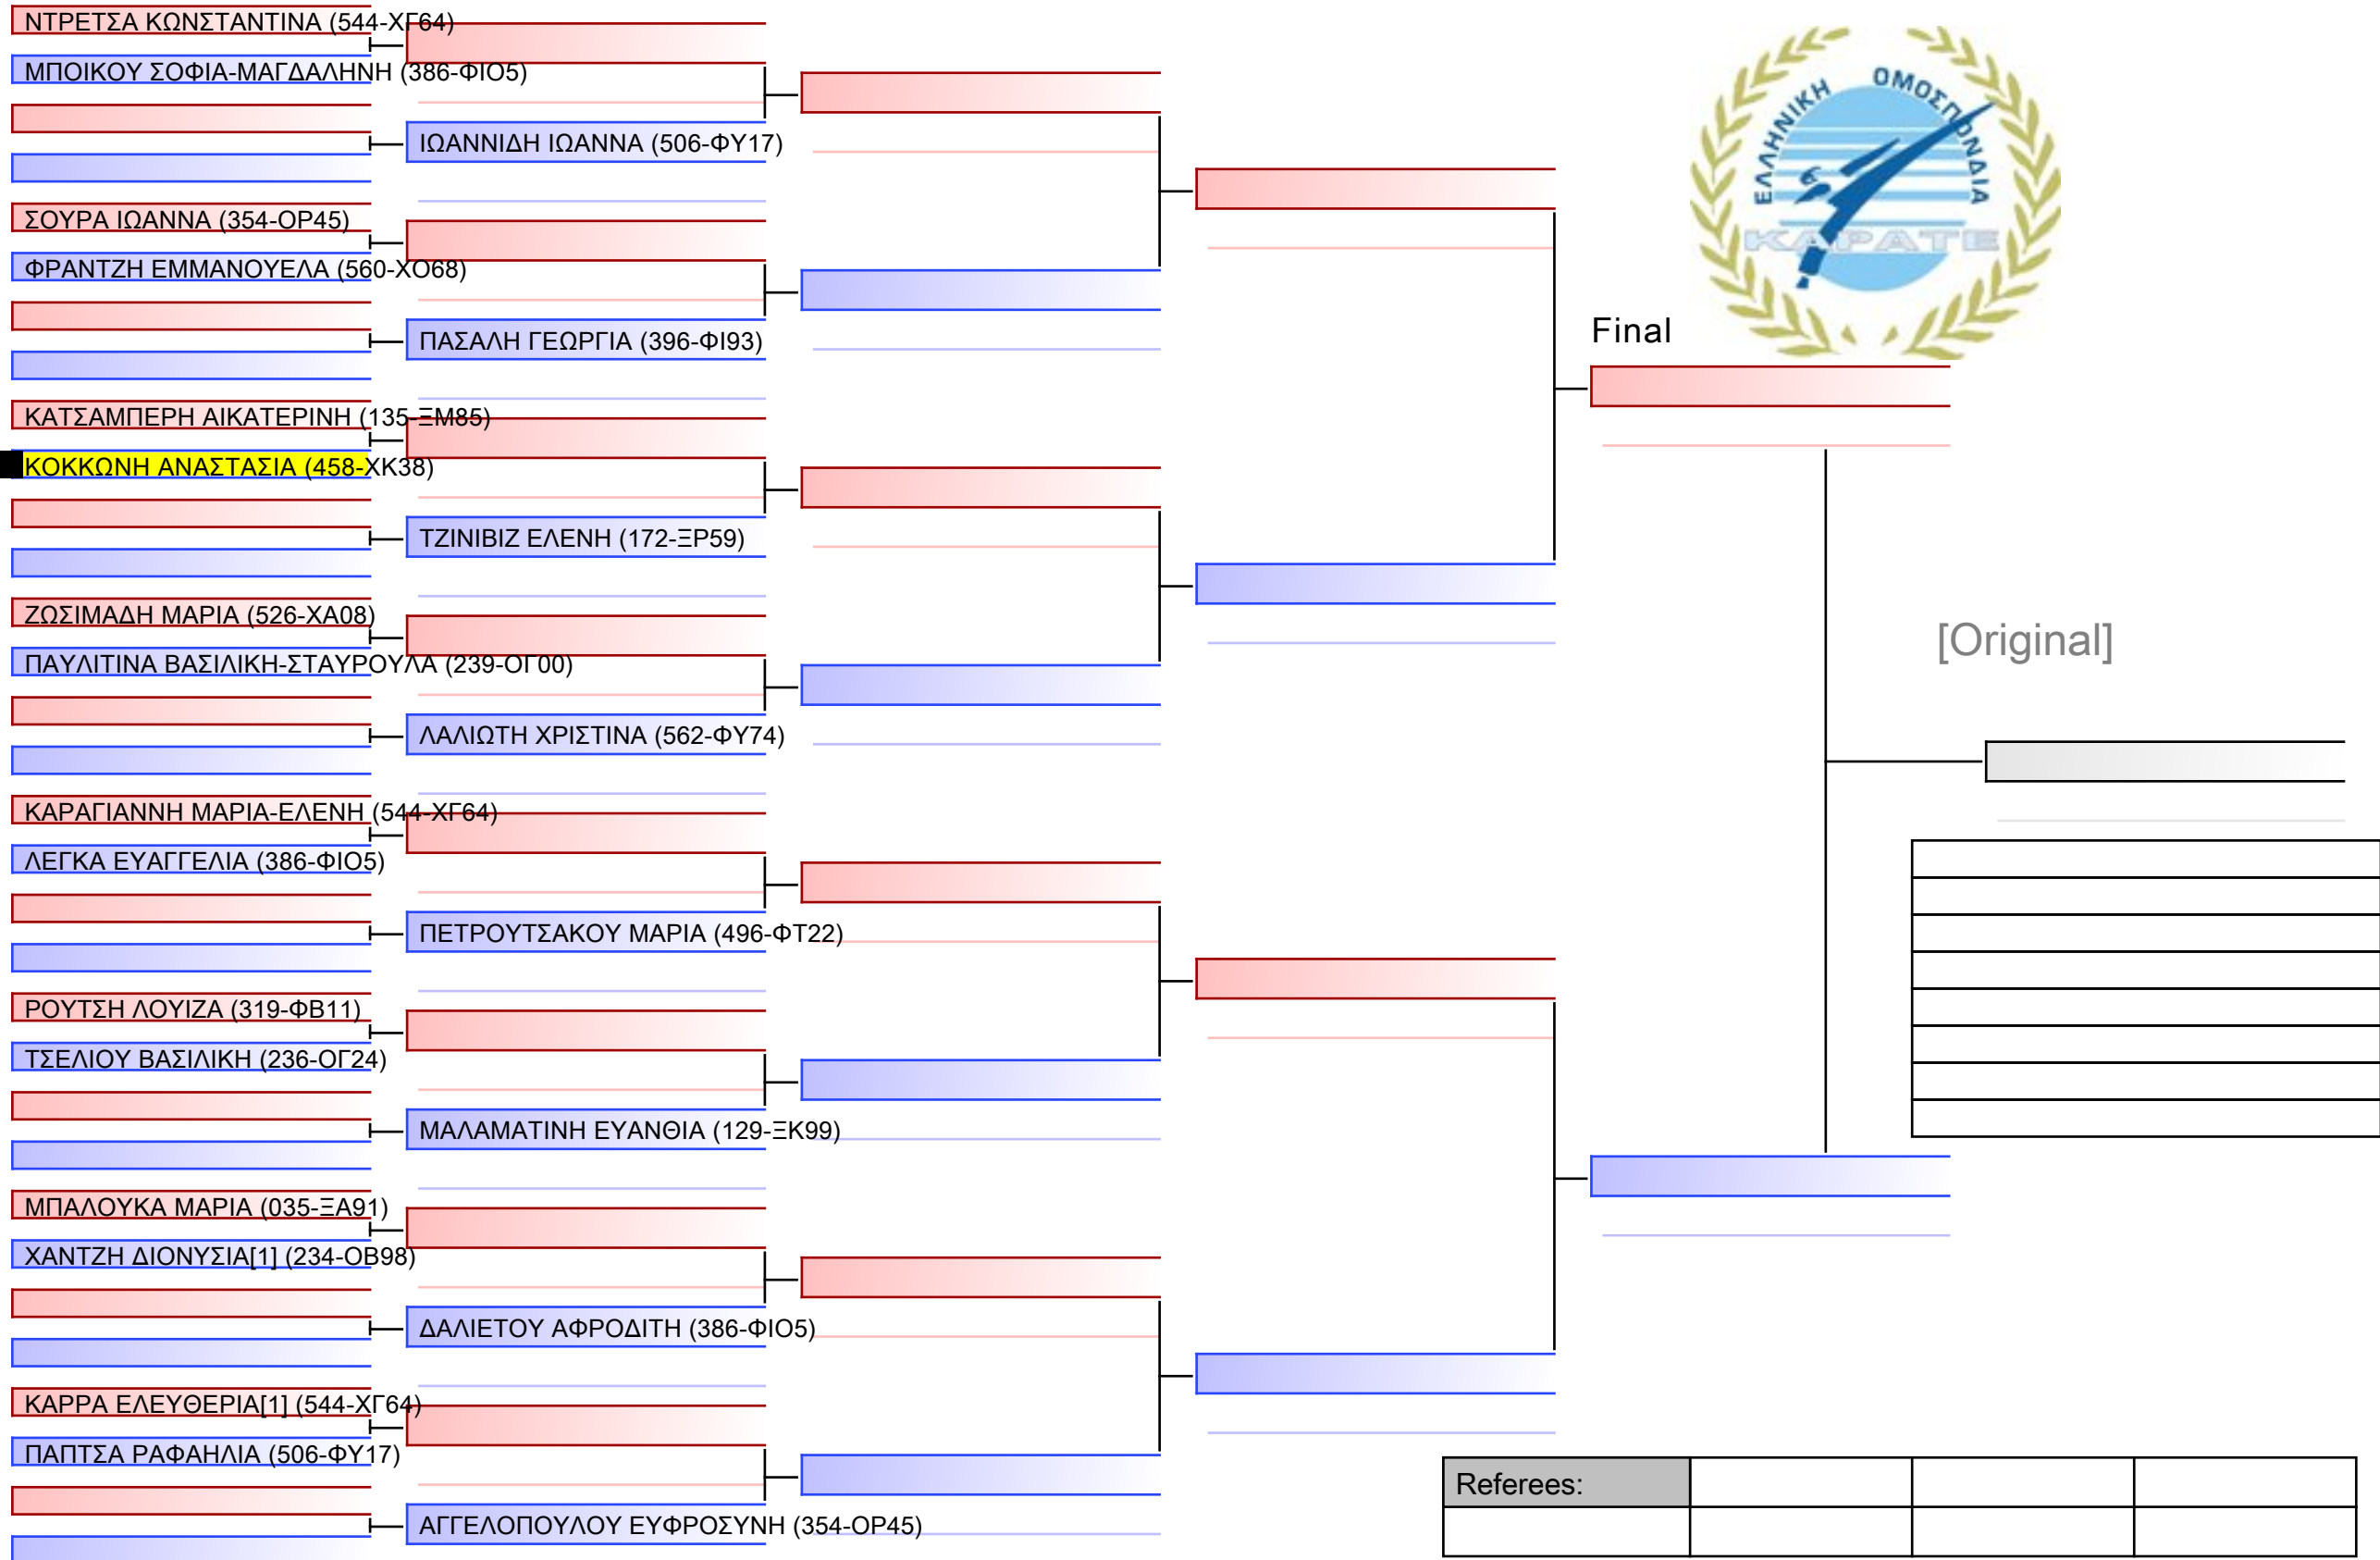 ΝΤΡΕΤΣΑ ΚΩΝΣΤΑΝΤΙΝΑ (544-ΧΓ64)
ΜΠΟΙΚΟΥ ΣΟΦΙΑ-ΜΑΓΔΑΛΗΝΗ (386-ΦΙΟ5)
ΙΩΑΝΝΙΔΗ ΙΩΑΝΝΑ (506-ΦΥ17)
ΣΟΥΡΑ ΙΩΑΝΝΑ (354-ΟΡ45)
ΦΡΑΝΤΖΗ ΕΜΜΑΝΟΥΕΛΑ (560-ΧΟ68)
ΠΑΣΑΛΗ ΓΕΩΡΓΙΑ (396-ΦΙ93)
ΚΑΤΣΑΜΠΕΡΗ ΑΙΚΑΤΕΡΙΝΗ (135-ΞΜ85)
ΚΟΚΚΩΝΗ ΑΝΑΣΤΑΣΙΑ (458-ΧΚ38)
ΤΖΙΝΙΒΙΖ ΕΛΕΝΗ (172-ΞΡ59)
ΖΩΣΙΜΑΔΗ ΜΑΡΙΑ (526-ΧΑ08)
ΠΑΥΛΙΤΙΝΑ ΒΑΣΙΛΙΚΗ-ΣΤΑΥΡΟΥΛΑ (239-ΟΓ00)
ΛΑΛΙΩΤΗ ΧΡΙΣΤΙΝΑ (562-ΦΥ74)
ΚΑΡΑΓΙΑΝΝΗ ΜΑΡΙΑ-ΕΛΕΝΗ (544-ΧΓ64)
ΛΕΓΚΑ ΕΥΑΓΓΕΛΙΑ (386-ΦΙΟ5)
ΠΕΤΡΟΥΤΣΑΚΟΥ ΜΑΡΙΑ (496-ΦΤ22)
ΡΟΥΤΣΗ ΛΟΥΙΖΑ (319-ΦΒ11)
ΤΣΕΛΙΟΥ ΒΑΣΙΛΙΚΗ (236-ΟΓ24)
ΜΑΛΑΜΑΤΙΝΗ ΕΥΑΝΘΙΑ (129-ΞΚ99)
ΜΠΑΛΟΥΚΑ ΜΑΡΙΑ (035-ΞΑ91)
ΧΑΝΤΖΗ ΔΙΟΝΥΣΙΑ[1] (234-ΟΒ98)
ΔΑΛΙΕΤΟΥ ΑΦΡΟΔΙΤΗ (386-ΦΙΟ5)
ΚΑΡΡΑ ΕΛΕΥΘΕΡΙΑ[1] (544-ΧΓ64)
ΠΑΠΤΣΑ ΡΑΦΑΗΛΙΑ (506-ΦΥ17)
ΑΓΓΕΛΟΠΟΥΛΟΥ ΕΥΦΡΟΣΥΝΗ (354-ΟΡ45)
ΕΛΛΗΝΙΚΗ ΟΜΟΣΠΟΝΔΙΑ
ΚΑΡΑΤΕ
Final
[Original]
Referees: